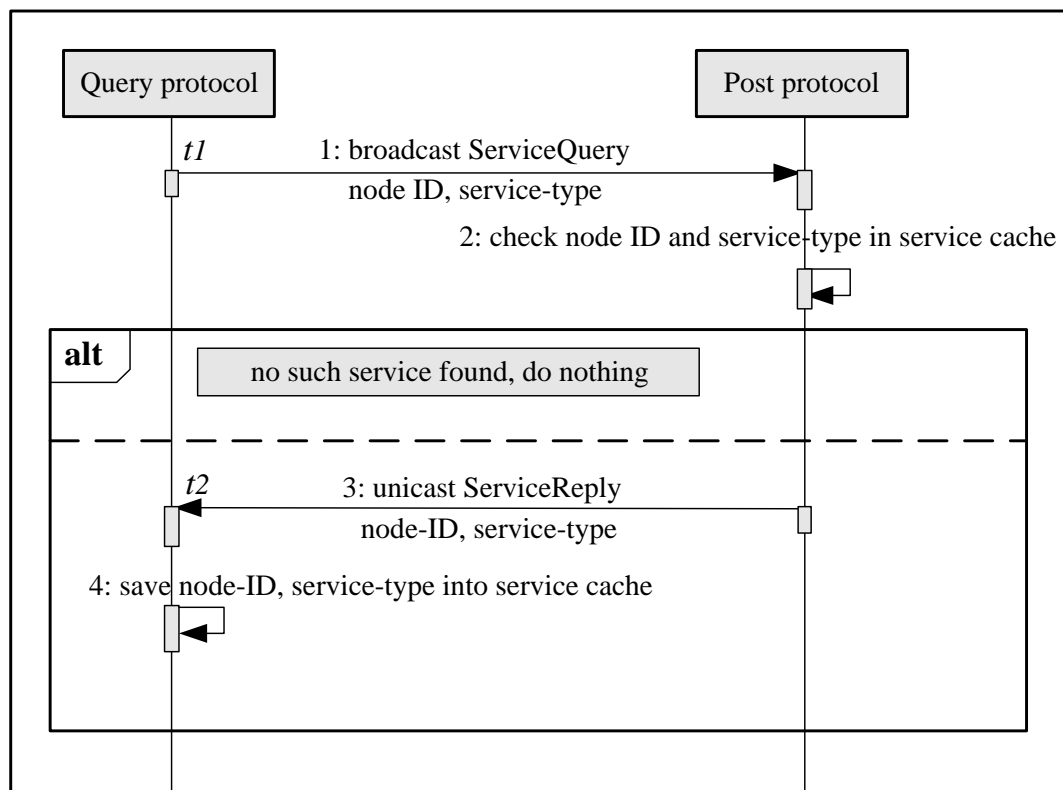 Query protocol
Post protocol
t1
1: broadcast ServiceQuery
node ID, service-type
2: check node ID and service-type in service cache
alt
no such service found, do nothing
t2
3: unicast ServiceReply
node-ID, service-type
4: save node-ID, service-type into service cache